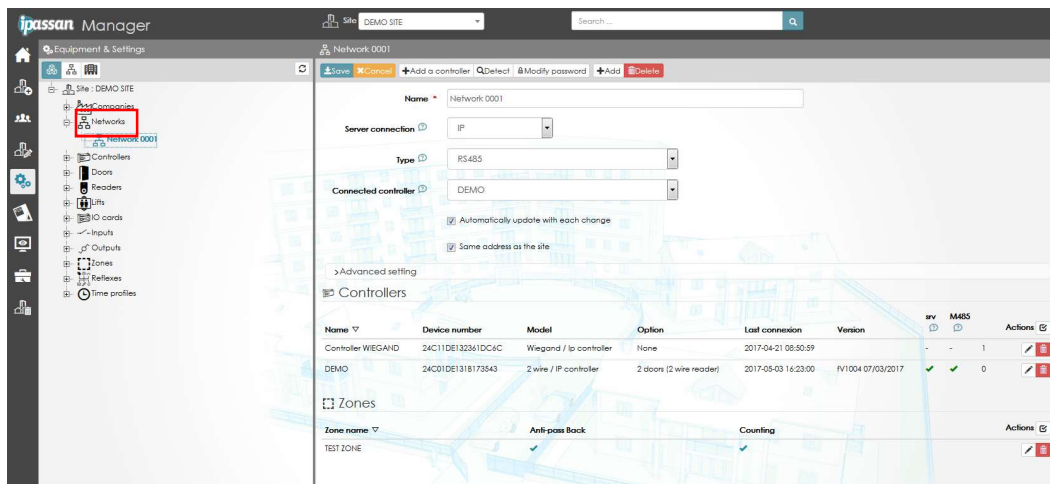 ipassan Manager
Site DEMO SITE
Search ...
Equipment & Settings
Network 0001
Site : DEMO SITE
Companies
Networks
Network 0001
Controllers
Doors
Readers
Lifts
IO cards
Inputs
Outputs
Zones
Reflexes
Time profiles
Save Cancel Add a controller Detect Modify password Add Delete
Name * Network 0001
Server connection IP
Type RS485
Connected controller DEMO
Automatically update with each change
Same address as the site
>Advanced setting
Controllers
srv M485
Name Device number Model Option Last connexion Version Actions
Controller WIEGAND 24C11DE132361DC6C Wiegand / Ip controller None 2017-04-21 08:50:59 - - 1
DEMO 24C01DE131B173543 2 wire / IP controller 2 doors (2 wire reader) 2017-05-03 16:23:00 fV1004 07/03/2017 0
Zones
Zone name Anti-pass Back Counting Actions
TEST ZONE